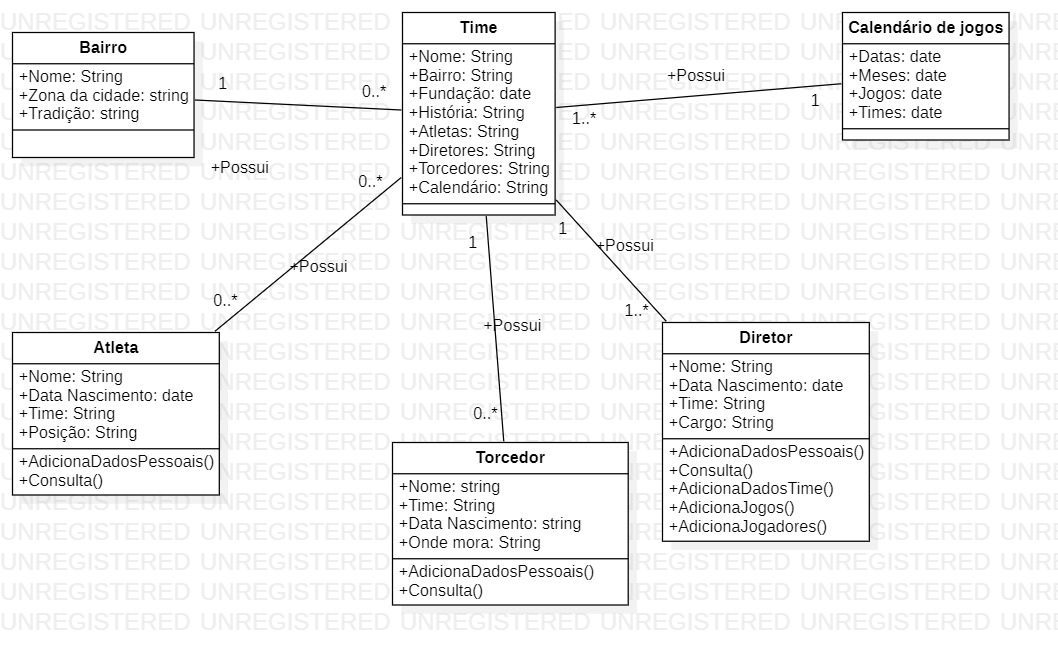 Bairro
+Nome: String
+Zona da cidade: string
+Tradição: string
1
0..*
+Possui
Time
+Nome: String
+Bairro: String
+Fundação: date
+História: String
+Atletas: String
+Diretores: String
+Torcedores: String
+Calendário: String
+Possui
1..*
1
Calendário de jogos
+Datas: date
+Meses: date
+Jogos: date
+Times: date
0..*
+Possui
0..*
1
+Possui
0..*
1
+Possui
1..*
Atleta
+Nome: String
+Data Nascimento: date
+Time: String
+Posição: String
+AdicionaDadosPessoais()
+Consulta()
Torcedor
+Nome: string
+Time: String
+Data Nascimento: string
+Onde mora: String
+AdicionaDadosPessoais()
+Consulta()
Diretor
+Nome: String
+Data Nascimento: date
+Time: String
+Cargo: String
+AdicionaDadosPessoais()
+Consulta()
+AdicionaDadosTime()
+AdicionaJogos()
+AdicionaJogadores()
UNREGISTERED